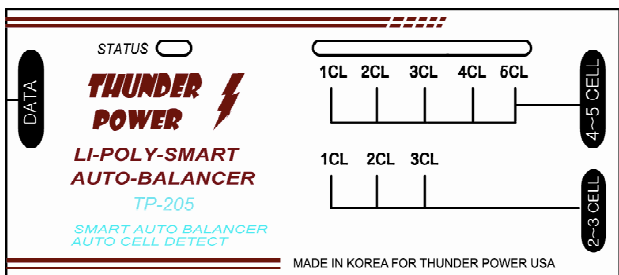 STATUS
DATA
THUNDER
POWER
LI-POLY-SMART
AUTO-BALANCER
TP-205
SMART AUTO BALANCER
AUTO CELL DETECT
1CL 2CL 3CL 4CL 5CL
4~5 CELL
1CL 2CL 3CL
2~3 CELL
MADE IN KOREA FOR THUNDER POWER USA